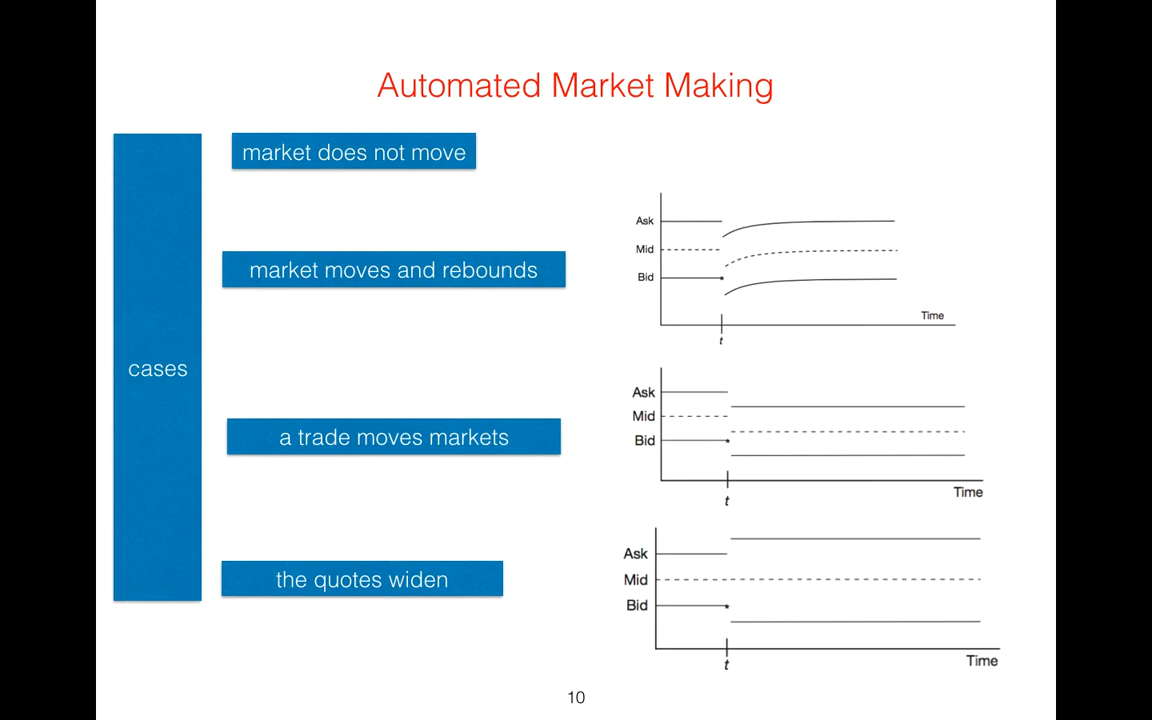 Automated Market Making
cases
market does not move
market moves and rebounds
Ask
Mid
Bid
Time
t
a trade moves markets
Ask
Mid
Bid
Time
t
the quotes widen
Ask
Mid
Bid
Time
t
10